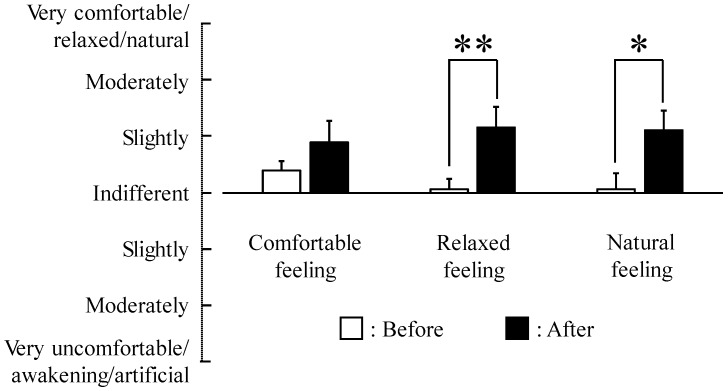 Very comfortable/
relaxed/natural
Moderately
Slightly
Indifferent
Slightly
Moderately
Very uncomfortable/
awakening/artificial
**
*
Comfortable
feeling
Relaxed
feeling
Natural
feeling
: Before
: After